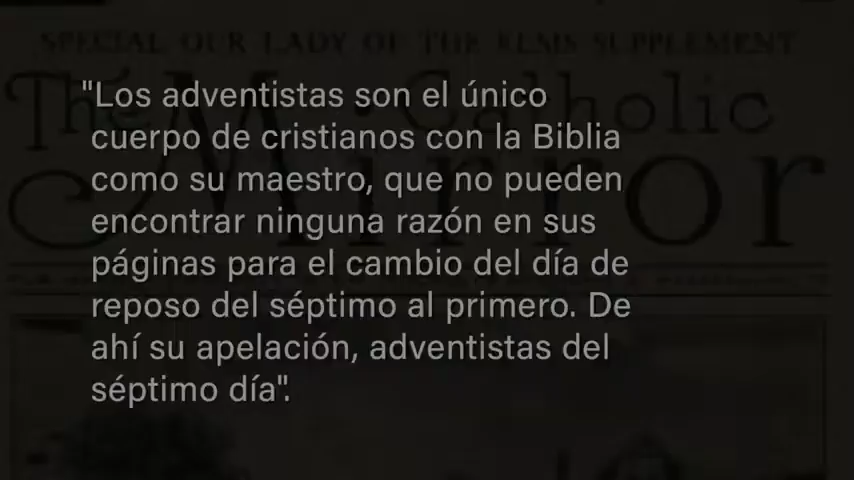 SPECIAL OUR LADY OF THE ELMS SUPPLEMENT
The Catholic
Mirror
"Los adventistas son el único
cuerpo de cristianos con la Biblia
como su maestro, que no pueden
encontrar ninguna razón en sus
páginas para el cambio del día de
reposo del séptimo al primero. De
ahí su apelación, adventistas del
séptimo día".